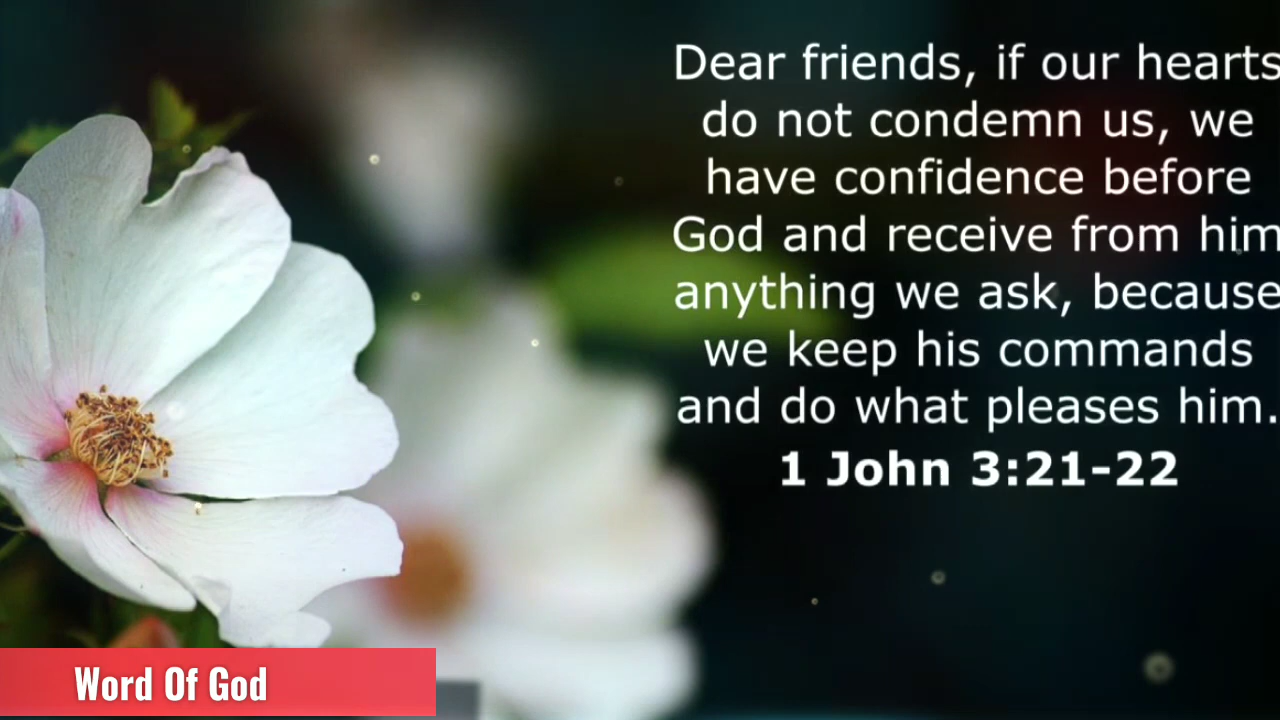 Dear friends, if our hearts
do not condemn us, we
have confidence before
God and receive from him
anything we ask, because
we keep his commands
and do what pleases him.
1 John 3:21-22
Word Of God